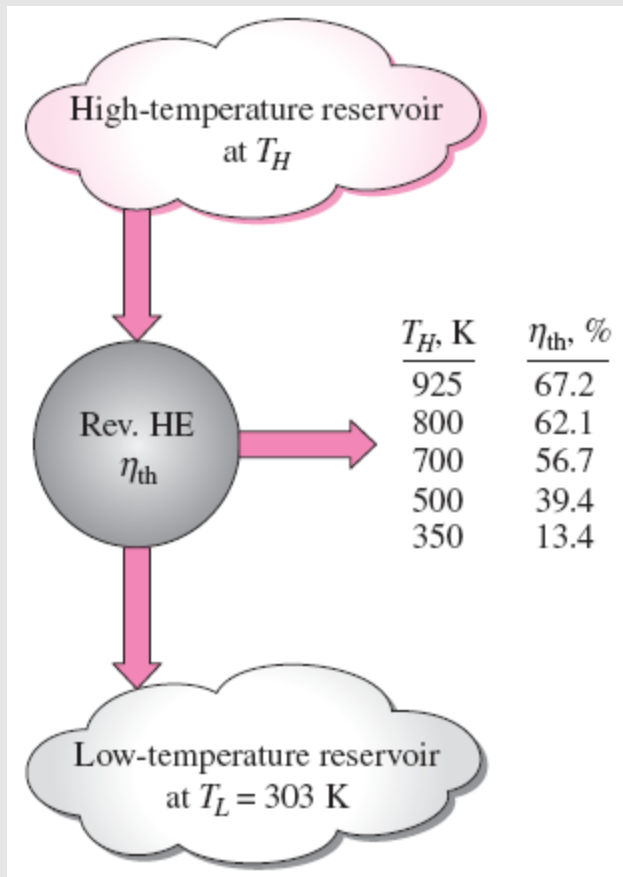 High-temperature reservoir
at T_H
Rev. HE
η_th
T_H, K η_th, %
925 67.2
800 62.1
700 56.7
500 39.4
350 13.4
Low-temperature reservoir
at T_L = 303 K